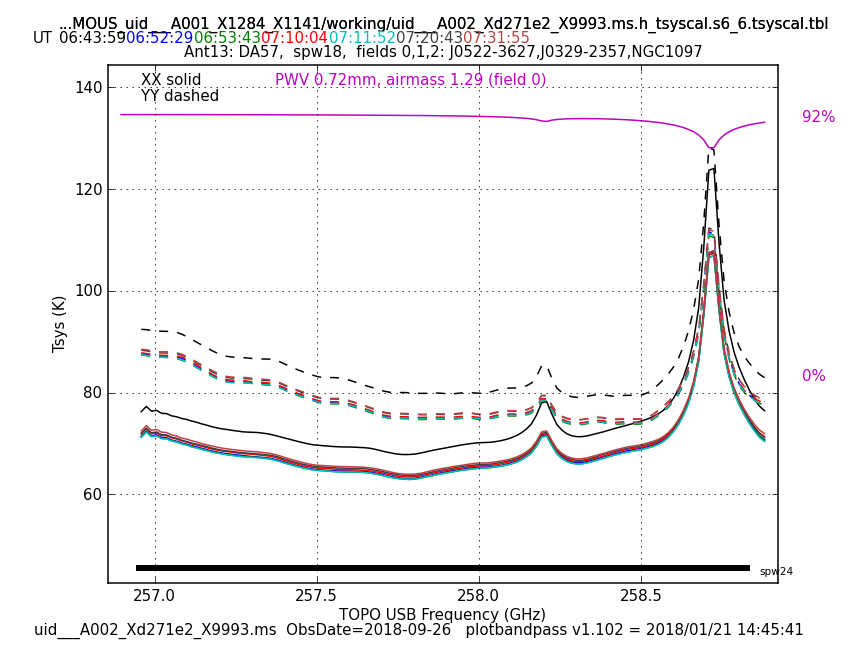 ...MOUS_uid___A001_X1284_X1141/working/uid___A002_Xd271e2_X9993.ms.h_tsyscal.s6_6.tsyscal.tbl
UT 06:43:59 06:52:29 06:53:43 07:10:04 07:11:52 07:20:43 07:31:55
Ant13: DA57, spw18, fields 0,1,2: J0522-3627,J0329-2357,NGC1097
XX solid
PWV 0.72mm, airmass 1.29 (field 0)
YY dashed
140
120
100
80
60
Tsys (K)
92%
0%
spw24
257.0 257.5 258.0 258.5
TOPO USB Frequency (GHz)
uid___A002_Xd271e2_X9993.ms ObsDate=2018-09-26 plotbandpass v1.102 = 2018/01/21 14:45:41